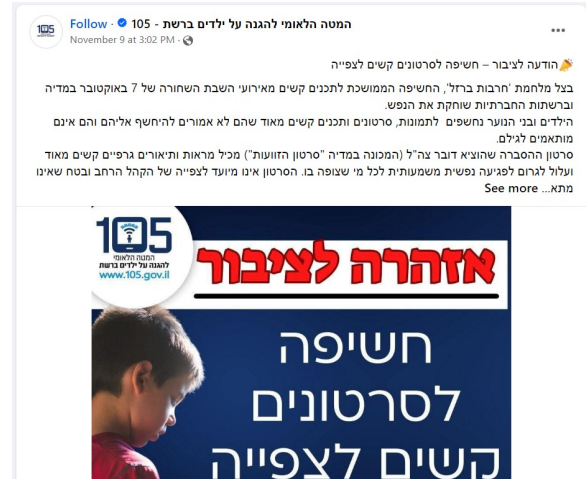 105 - המטה הלאומי להגנה על ילדים ברשת · Follow
November 9 at 3:02 PM ·
הודעה לציבור – חשיפה לסרטונים קשים לצפייה
בצל מלחמת 'חרבות ברזל', החשיפה הממושכת לתכנים קשים מאירועי השבת השחורה של 7 באוקטובר במדיה
וברשתות החברתיות שוחקת את הנפש.
הילדים ובני הנוער נחשפים לתמונות, סרטונים ותכנים קשים מאוד שהם לא אמורים להיחשף אליהם והם אינם
מותאמים לגילם.
סרטון ההסברה שהוציא דובר צה"ל (המכונה במדיה "סרטון הזוועות") מכיל מראות ותיאורים גרפיים קשים מאוד
ועלול לגרום לפגיעה נפשית משמעותית לכל מי שצופה בו. הסרטון אינו מיועד לצפייה של הקהל הרחב ובטח שאינו
מתא... See more
105
המטה הלאומי
להגנה על ילדים ברשת
www.105.gov.il
אזהרה לציבור
חשיפה
לסרטונים
קשים לצפייה